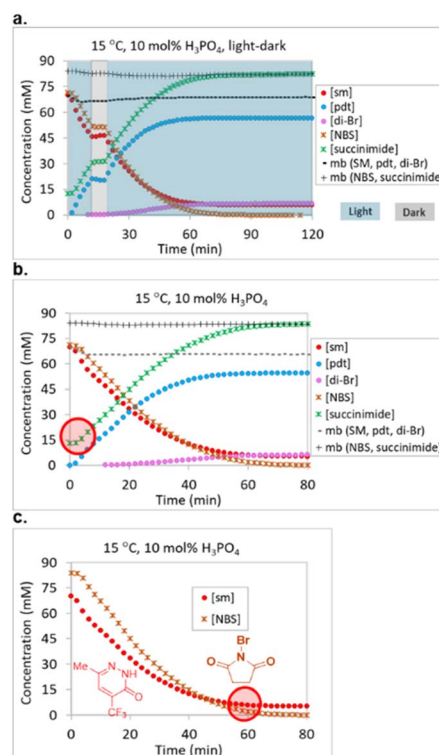 a.
15 °C, 10 mol% H₃PO₄, light-dark
Concentration (mM)
90
75
60
45
30
15
0
0 20 40 60 80 100 120
Time (min)
[sm]
[pdt]
[di-Br]
[NBS]
[succinimide]
mb (SM, pdt, di-Br)
mb (NBS, succinimide)
Light
Dark
b.
15 °C, 10 mol% H₃PO₄
Concentration (mM)
90
75
60
45
30
15
0
0 20 40 60 80
Time (min)
[sm]
[pdt]
[di-Br]
[NBS]
[succinimide]
mb (SM, pdt, di-Br)
mb (NBS, succinimide)
c.
15 °C, 10 mol% H₃PO₄
Concentration (mM)
90
75
60
45
30
15
0
0 20 40 60 80
Time (min)
[sm]
[NBS]
Me
N
NH
O
CF₃
Br
O N O